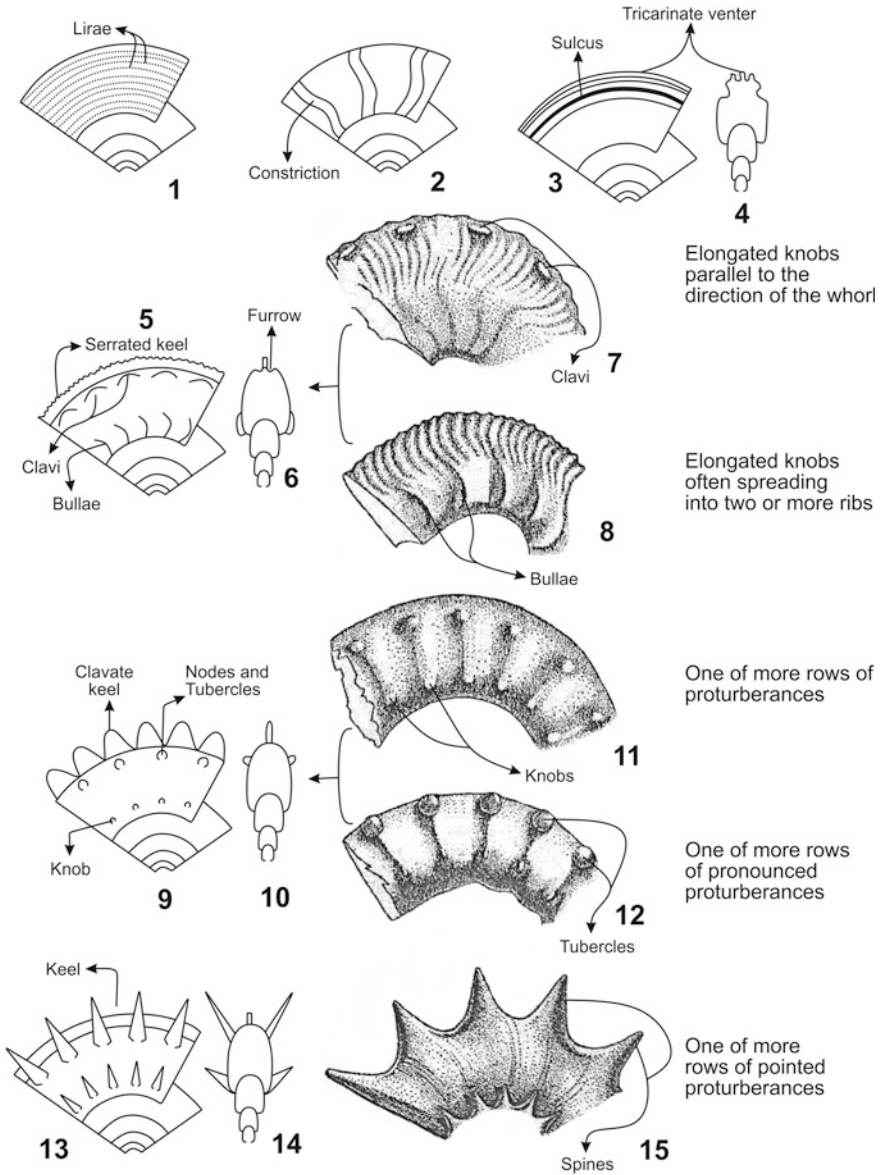 Lirae
Tricarinate venter
Sulcus
Constriction
1
2
3
4
Elongated knobs
parallel to the
direction of the whorl
5
Serrated keel
Furrow
7
Clavi
Clavi
Bullae
6
Elongated knobs
often spreading
into two or more ribs
8
Bullae
Clavate
keel
Nodes and
Tubercles
One of more rows of
proturberances
11
Knobs
Knob
9
10
One of more rows
of pronounced
proturberances
12
Tubercles
Keel
One of more
rows of pointed
proturberances
13
14
15
Spines